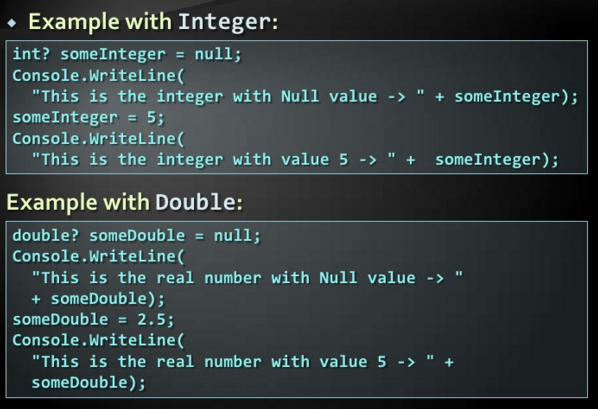 Example with Integer:
int? someInteger = null;
Console.WriteLine(
"This is the integer with Null value -> " + someInteger);
someInteger = 5;
Console.WriteLine(
"This is the integer with value 5 -> " + someInteger);
Example with Double:
double? someDouble = null;
Console.WriteLine(
"This is the real number with Null value -> "
+ someDouble);
someDouble = 2.5;
Console.WriteLine(
"This is the real number with value 5 -> " +
someDouble);